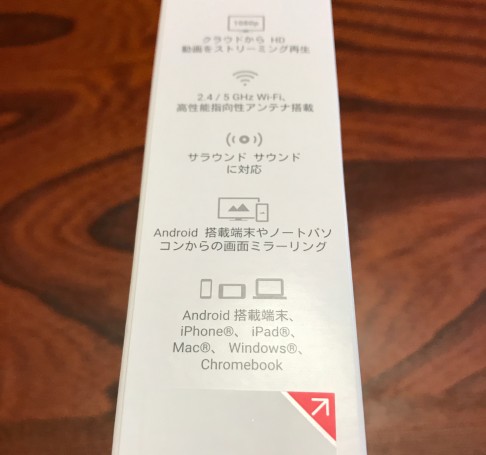 1080p
クラウドから HD
動画をストリーミング再生
2.4 / 5 GHz Wi-Fi、
高性能指向性アンテナ搭載
サラウンド サウンド
に対応
Android 搭載端末やノートパソ
コンからの画面ミラーリング
Android 搭載端末、
iPhone®、 iPad®、
Mac®、 Windows®、
Chromebook